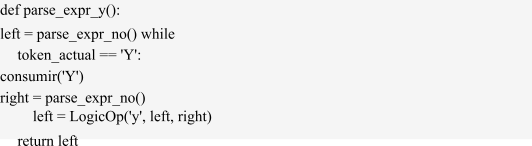 def parse_expr_y():
left = parse_expr_no() while
token_actual == 'Y':
consumir('Y')
right = parse_expr_no()
left = LogicOp('y', left, right)
return left